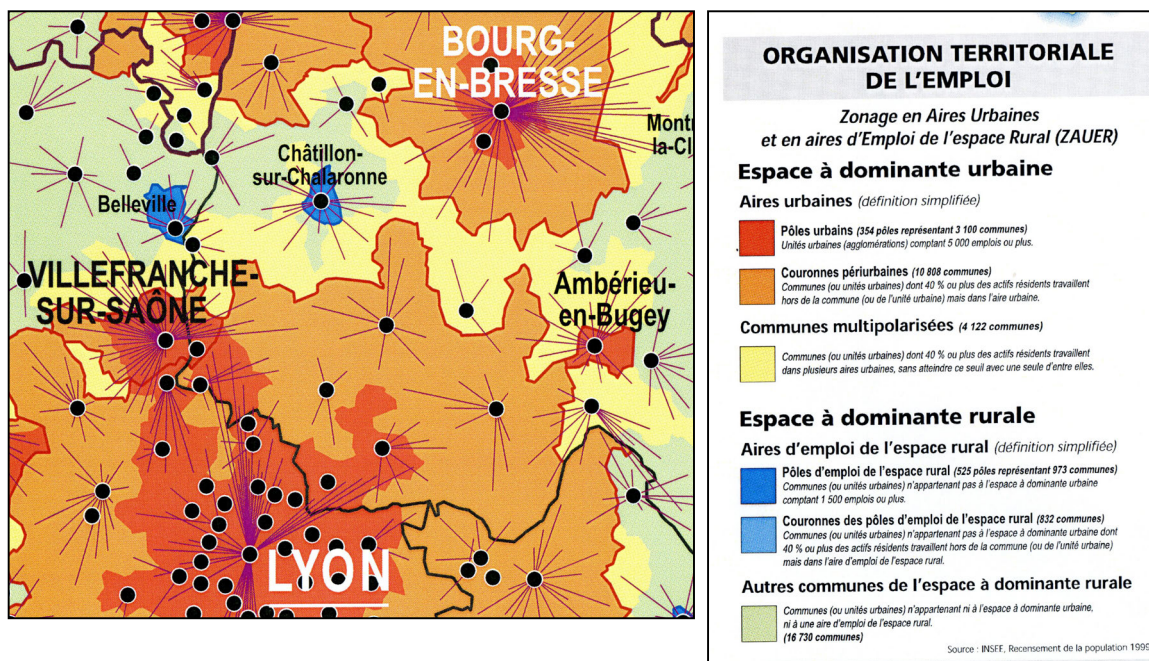 BOURG-
EN-BRESSE
Châtillon-
sur-Chalaronne
Belleville
VILLEFRANCHE-
SUR-SAÔNE
Ambérieu-
en-Bugey
LYON
ORGANISATION TERRITORIALE
DE L'EMPLOI
Zonage en Aires Urbaines
et en aires d'Emploi de l'espace Rural (ZAUER)
Espace à dominante urbaine
Aires urbaines (définition simplifiée)
Pôles urbains (354 pôles représentant 3 100 communes)
Unités urbaines (agglomérations) comptant 5 000 emplois ou plus.
Couronnes périurbaines (10 808 communes)
Communes (ou unités urbaines) dont 40 % ou plus des actifs résidents travaillent
hors de la commune (ou de l'unité urbaine) mais dans l'aire urbaine.
Communes multipolarisées (4 122 communes)
Communes (ou unités urbaines) dont 40 % ou plus des actifs résidents travaillent
dans plusieurs aires urbaines, sans atteindre ce seuil avec une seule d'entre elles.
Espace à dominante rurale
Aires d'emploi de l'espace rural (définition simplifiée)
Pôles d'emploi de l'espace rural (525 pôles représentant 973 communes)
Communes (ou unités urbaines) n'appartenant pas à l'espace à dominante urbaine
comptant 1 500 emplois ou plus.
Couronnes des pôles d'emploi de l'espace rural (832 communes)
Communes (ou unités urbaines) n'appartenant pas à l'espace à dominante urbaine dont
40 % ou plus des actifs résidents travaillent hors de la commune (ou de l'unité urbaine)
mais dans l'aire d'emploi de l'espace rural.
Autres communes de l'espace à dominante rurale
Communes (ou unités urbaines) n'appartenant ni à l'espace à dominante urbaine,
ni à une aire d'emploi de l'espace rural.
(16 730 communes)
Source : INSEE, Recensement de la population 1999